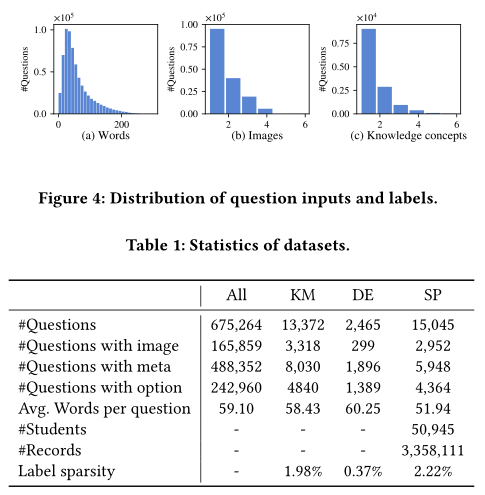 ×10⁵ ×10⁵ ×10⁴
#Questions 1.0 0.5 0.0 #Questions 1.00 0.75 0.50 0.25 0.00 #Questions 0.75 0.50 0.25 0.00
0 200 2 4 6 2 4 6
(a) Words (b) Images (c) Knowledge concepts
Figure 4: Distribution of question inputs and labels.
Table 1: Statistics of datasets.
All KM DE SP
#Questions 675,264 13,372 2,465 15,045
#Questions with image 165,859 3,318 299 2,952
#Questions with meta 488,352 8,030 1,896 5,948
#Questions with option 242,960 4840 1,389 4,364
Avg. Words per question 59.10 58.43 60.25 51.94
#Students - - - 50,945
#Records - - - 3,358,111
Label sparsity - 1.98% 0.37% 2.22%